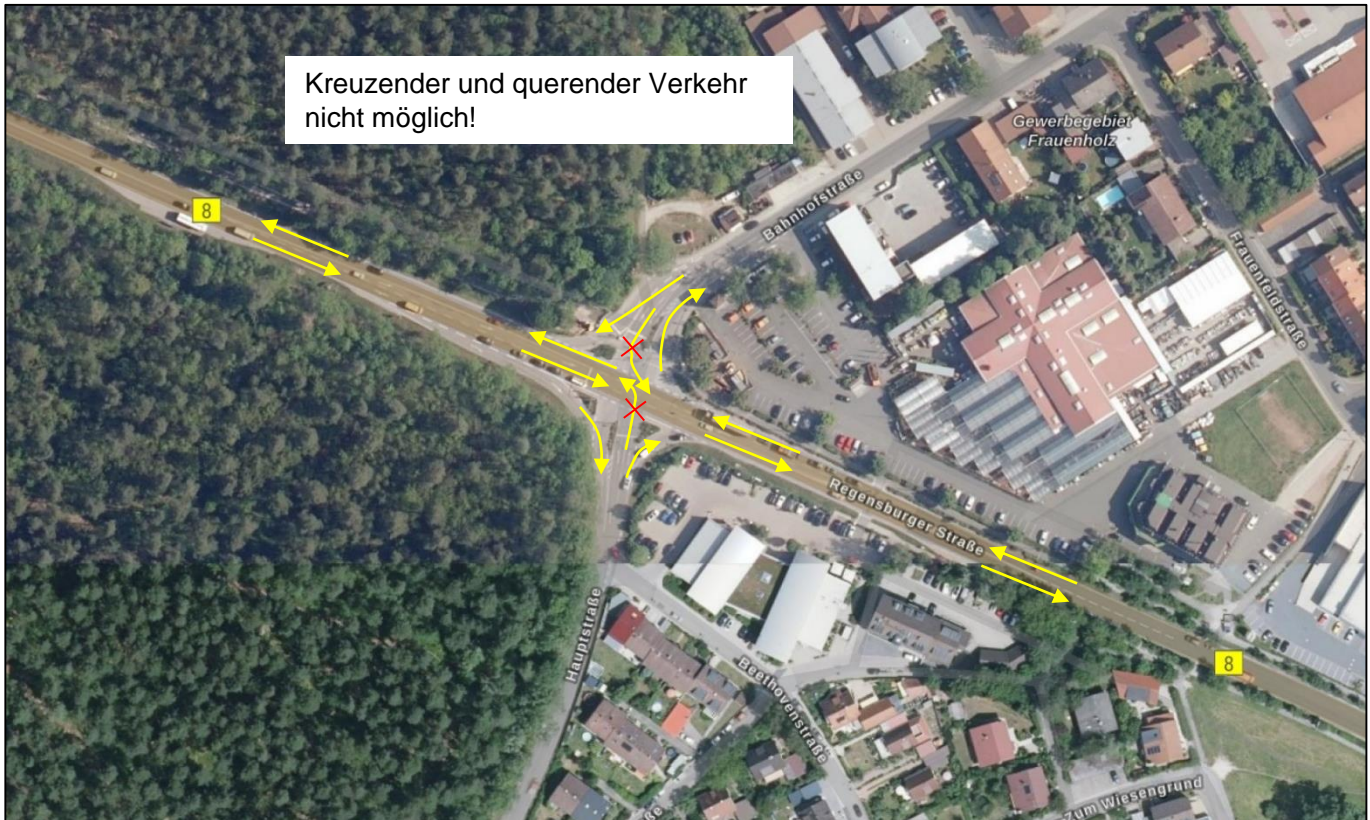 Kreuzender und querender Verkehr
nicht möglich!
Gewerbegebiet
Frauenholz
Bahnhofstraße
8
Frauenfeldstraße
Regensburger Straße
Hauptstraße
Beethovenstraße
8
Zum Wiesengrund